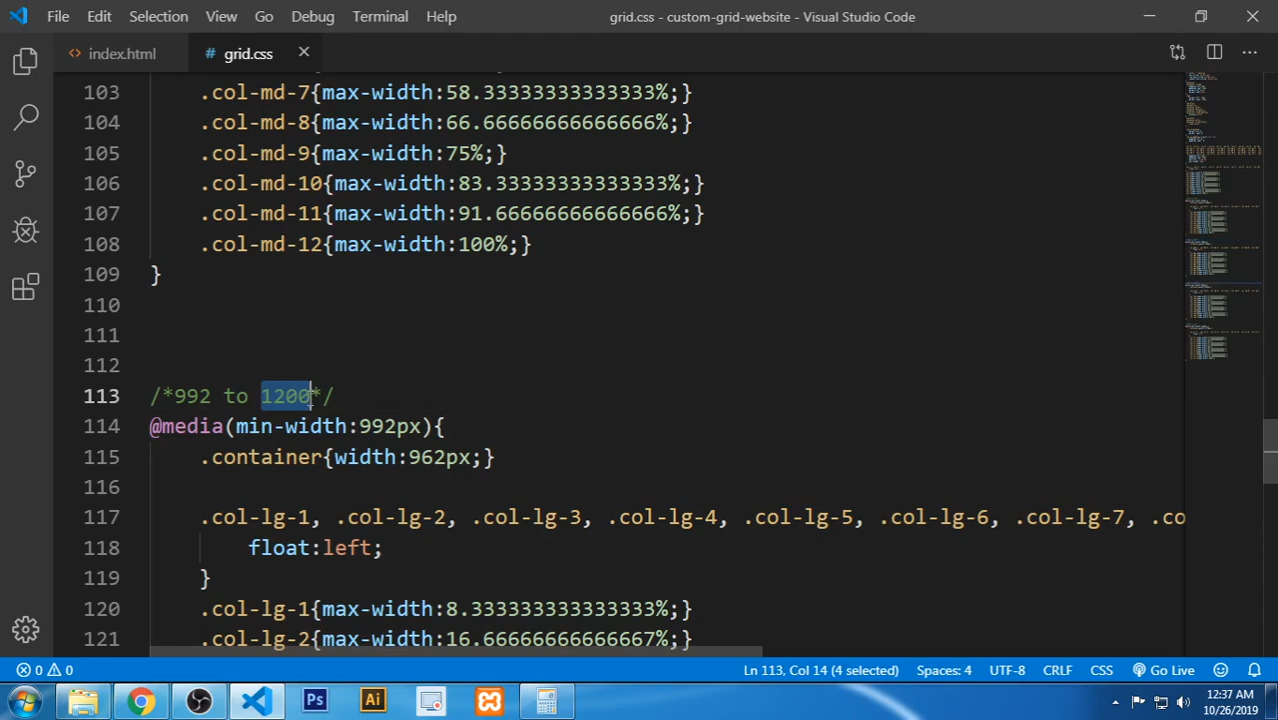 File Edit Selection View Go Debug Terminal Help grid.css - custom-grid-website - Visual Studio Code
<> index.html # grid.css
103 .col-md-7{max-width:58.33333333333333%;}
104 .col-md-8{max-width:66.66666666666666%;}
105 .col-md-9{max-width:75%;}
106 .col-md-10{max-width:83.33333333333333%;}
107 .col-md-11{max-width:91.66666666666666%;}
108 .col-md-12{max-width:100%;}
109 }
110
111
112
113 /*992 to 1200*/
114 @media(min-width:992px){
115 .container{width:962px;}
116
117 .col-lg-1, .col-lg-2, .col-lg-3, .col-lg-4, .col-lg-5, .col-lg-6, .col-lg-7, .co
118 float:left;
119 }
120 .col-lg-1{max-width:8.333333333333333%;}
121 .col-lg-2{max-width:16.66666666666667%;}
0 0 Ln 113, Col 14 (4 selected) Spaces: 4 UTF-8 CRLF CSS Go Live
Ps Ai 12:37 AM
10/26/2019